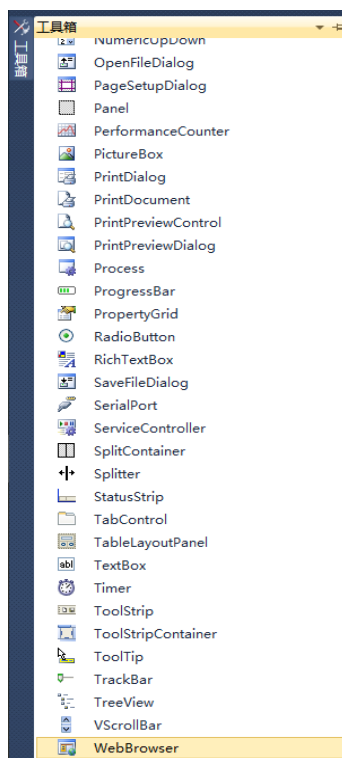 工具箱
工具箱
NumericUpDown
OpenFileDialog
PageSetupDialog
Panel
PerformanceCounter
PictureBox
PrintDialog
PrintDocument
PrintPreviewControl
PrintPreviewDialog
Process
ProgressBar
PropertyGrid
RadioButton
RichTextBox
SaveFileDialog
SerialPort
ServiceController
SplitContainer
Splitter
StatusStrip
TabControl
TableLayoutPanel
TextBox
Timer
ToolStrip
ToolStripContainer
ToolTip
TrackBar
TreeView
VScrollBar
WebBrowser